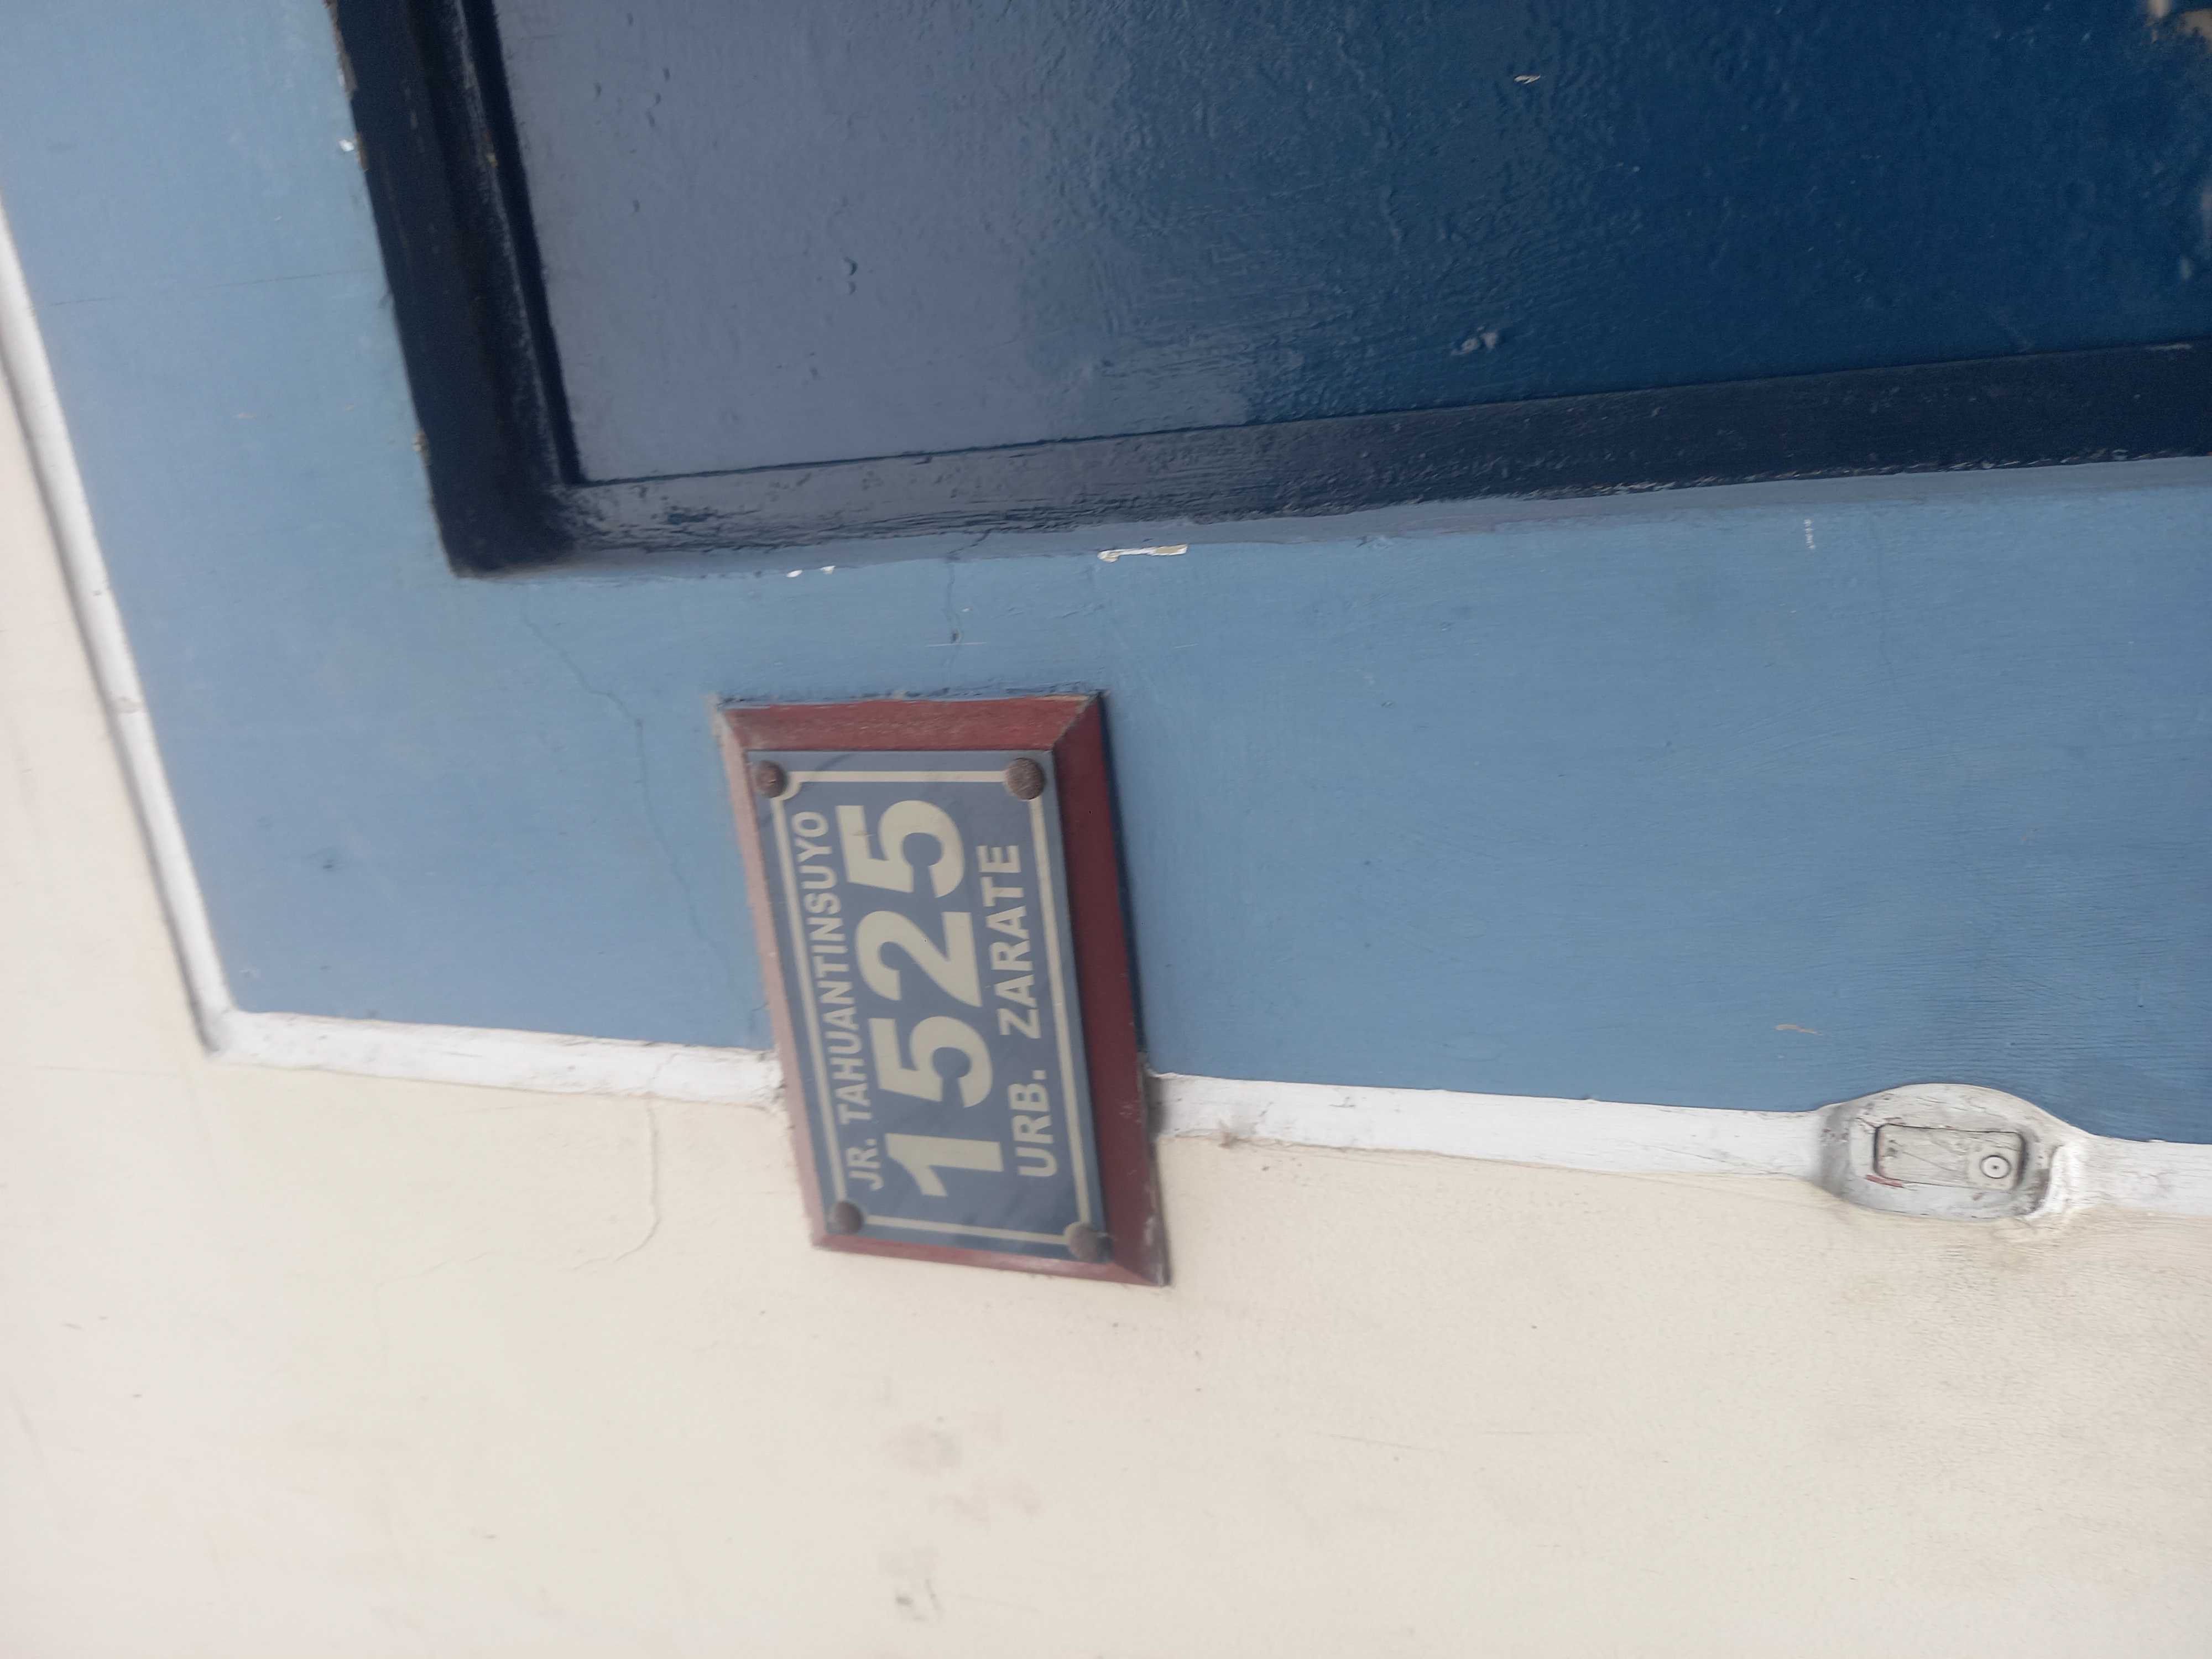 JR. TAHUANTINSUYO
1525
URB. ZARATE